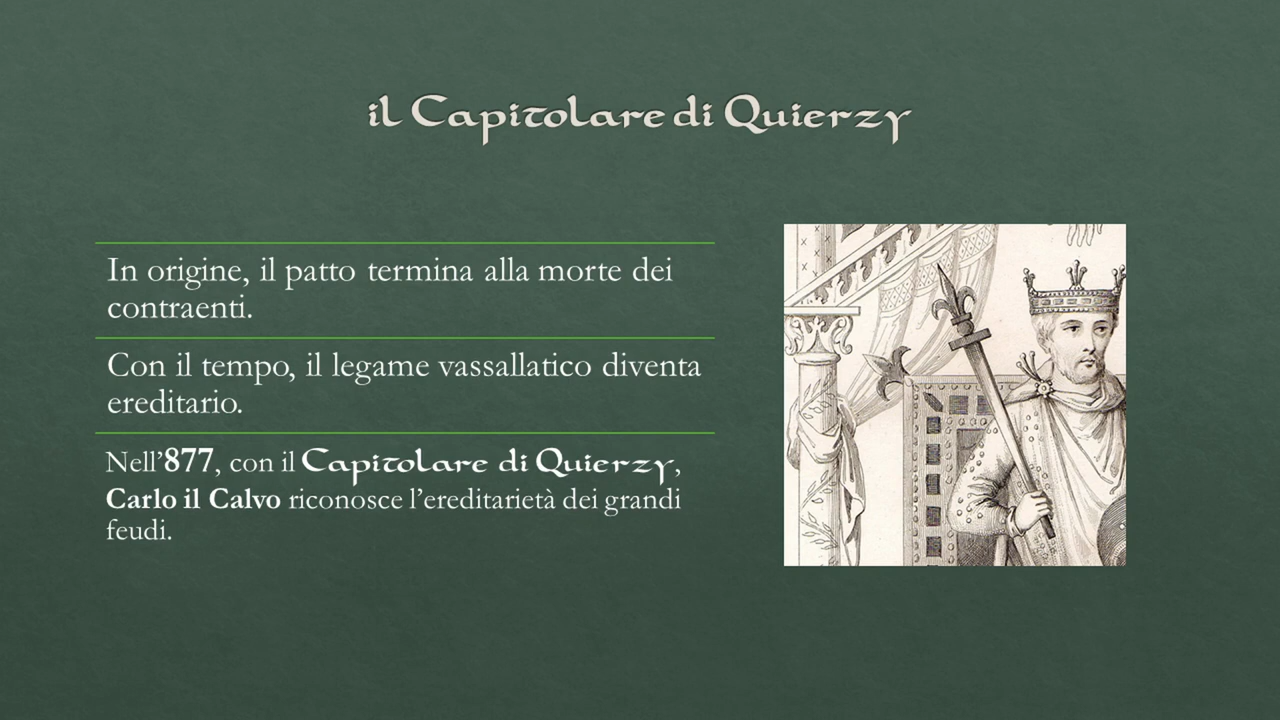 il Capitolare di Quierzy
In origine, il patto termina alla morte dei
contraenti.
Con il tempo, il legame vassallatico diventa
ereditario.
Nell’877, con il Capitolare di Quierzy,
Carlo il Calvo riconosce l’ereditarietà dei grandi
feudi.